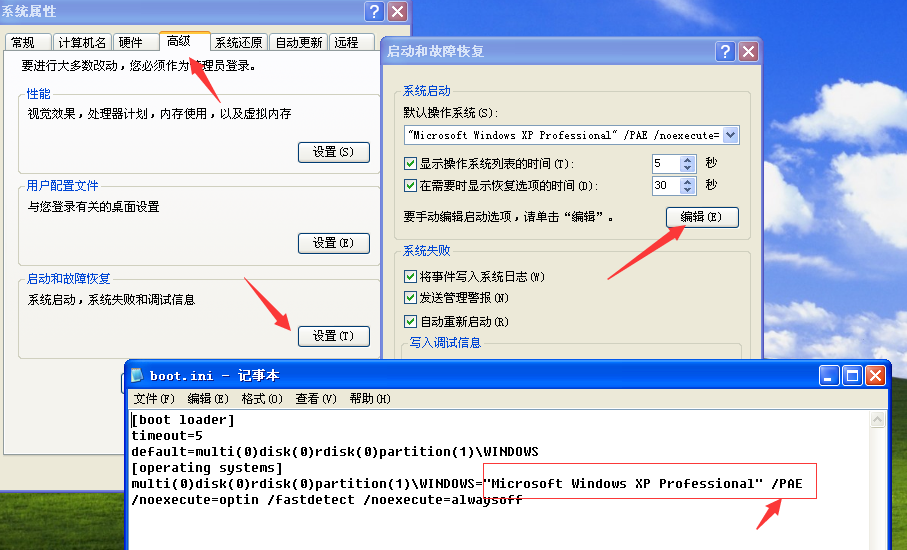 系统属性
常规 计算机名 硬件 高级 系统还原 自动更新 远程
要进行大多数改动，您必须作为管理员登录。
性能
视觉效果，处理器计划，内存使用，以及虚拟内存
设置(S)
用户配置文件
与您登录有关的桌面设置
设置(E)
启动和故障恢复
系统启动，系统失败和调试信息
设置(T)
启动和故障恢复
系统启动
默认操作系统(S):
"Microsoft Windows XP Professional" /PAE /noexecute=
显示操作系统列表的时间(T): 5 秒
在需要时显示恢复选项的时间(D): 30 秒
要手动编辑启动选项，请单击“编辑”。 编辑(E)
系统失败
将事件写入系统日志(W)
发送管理警报(N)
自动重新启动(R)
写入调试信息
boot.ini - 记事本
文件(F) 编辑(E) 格式(O) 查看(V) 帮助(H)
[boot loader]
timeout=5
default=multi(0)disk(0)rdisk(0)partition(1)\WINDOWS
[operating systems]
multi(0)disk(0)rdisk(0)partition(1)\WINDOWS="Microsoft Windows XP Professional" /PAE
/noexecute=optin /fastdetect /noexecute=alwaysoff